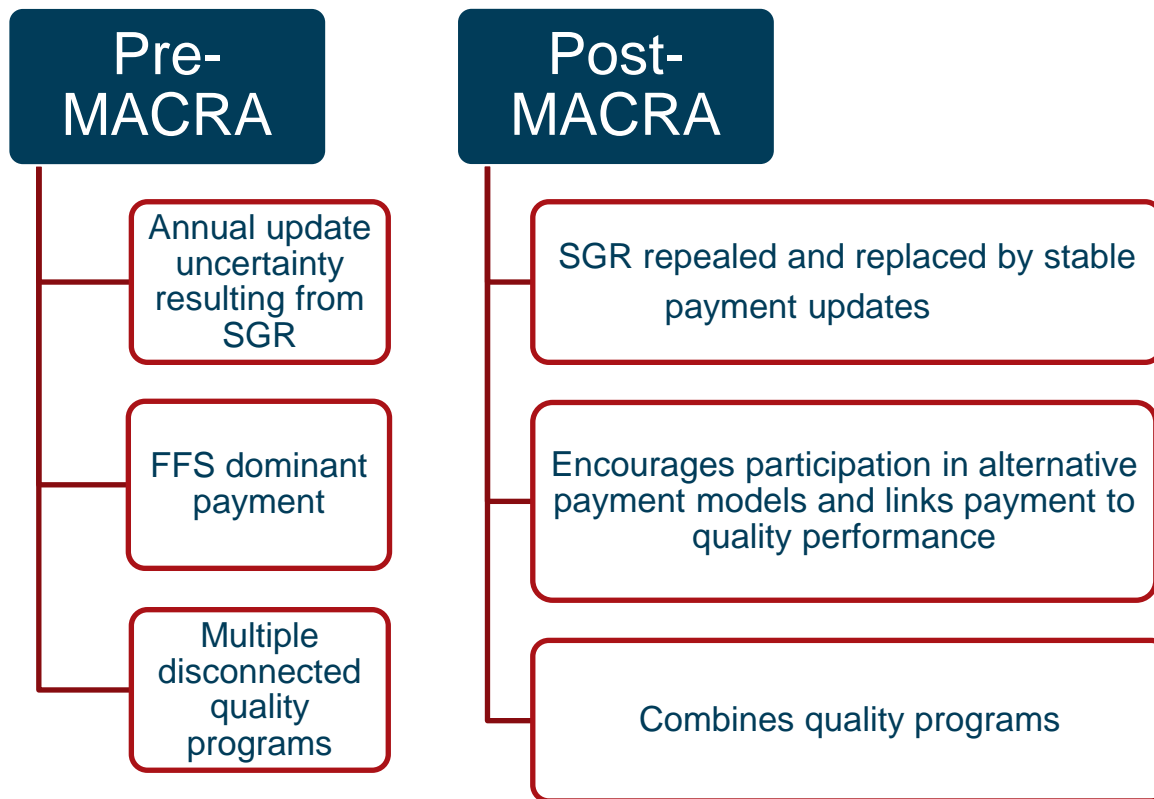 Pre-
MACRA
Annual update
uncertainty
resulting from
SGR
FFS dominant
payment
Multiple
disconnected
quality
programs
Post-
MACRA
SGR repealed and replaced by stable
payment updates
Encourages participation in alternative
payment models and links payment to
quality performance
Combines quality programs